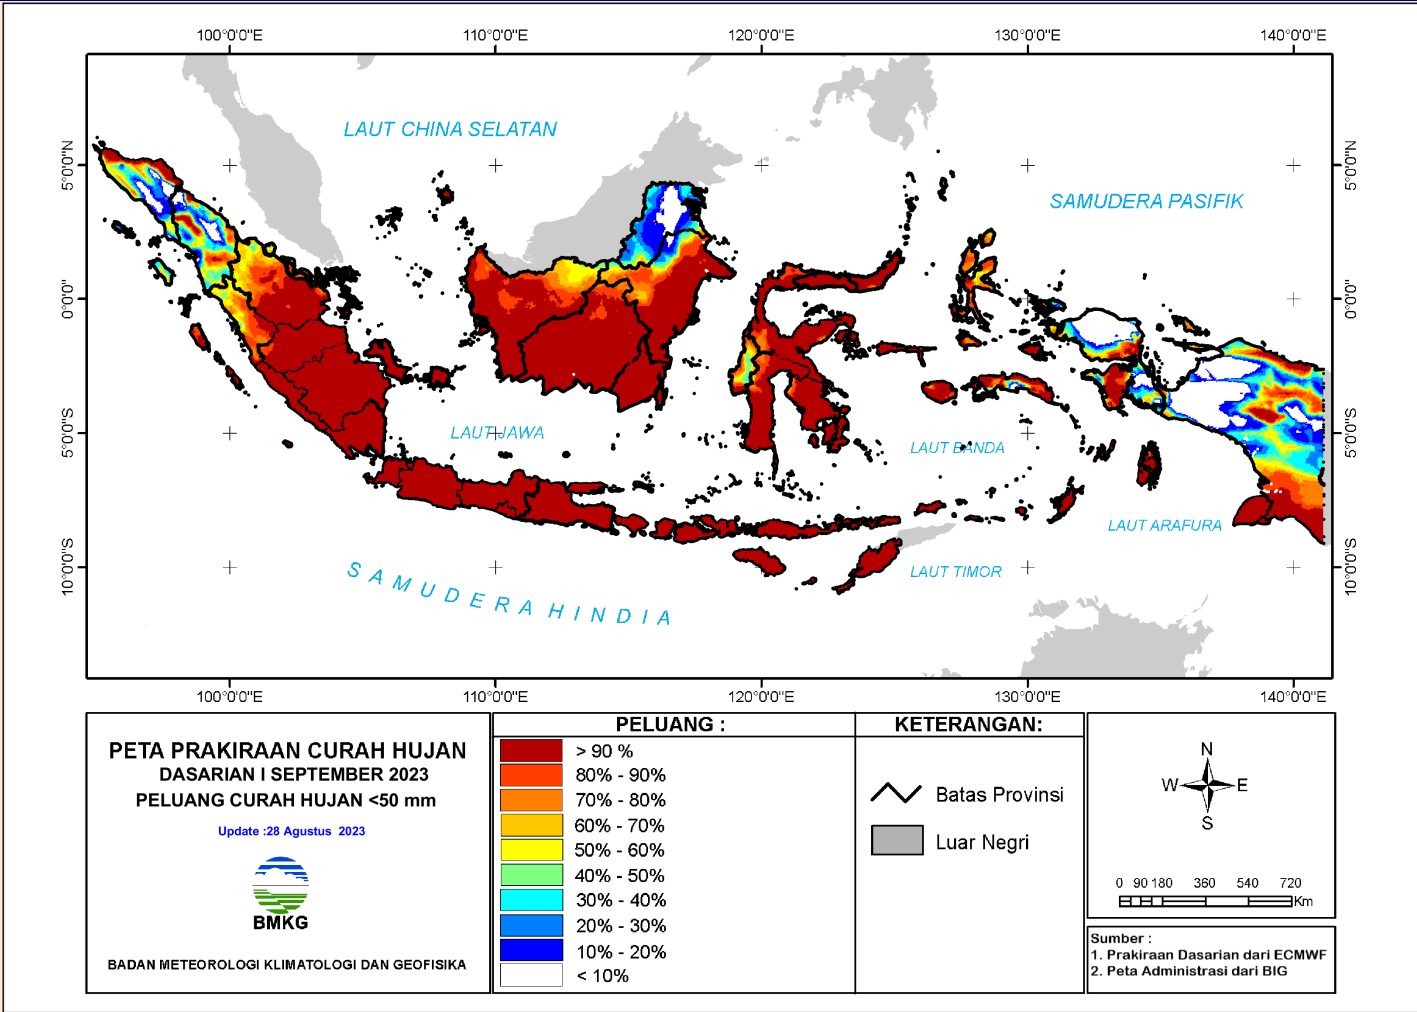 100°0'0"E 110°0'0"E 120°0'0"E 130°0'0"E 140°0'0"E
LAUT CHINA SELATAN
SAMUDERA PASIFIK
5°0'0"N
5°0'0"N
0°0'0"
0°0'0"
LAUT JAWA
LAUT BANDA
5°0'0"S
5°0'0"S
LAUT ARAFURA
LAUT TIMOR
10°0'0"S
10°0'0"S
SAMUDERA HINDIA
100°0'0"E 110°0'0"E 120°0'0"E 130°0'0"E 140°0'0"E
PETA PRAKIRAAN CURAH HUJAN
DASARIAN I SEPTEMBER 2023
PELUANG CURAH HUJAN <50 mm
Update :28 Agustus 2023
BMKG
BADAN METEOROLOGI KLIMATOLOGI DAN GEOFISIKA
PELUANG :
> 90 %
80% - 90%
70% - 80%
60% - 70%
50% - 60%
40% - 50%
30% - 40%
20% - 30%
10% - 20%
< 10%
KETERANGAN:
Batas Provinsi
Luar Negri
N
W E
S
0 90 180 360 540 720
Km
Sumber :
1. Prakiraan Dasarian dari ECMWF
2. Peta Administrasi dari BIG